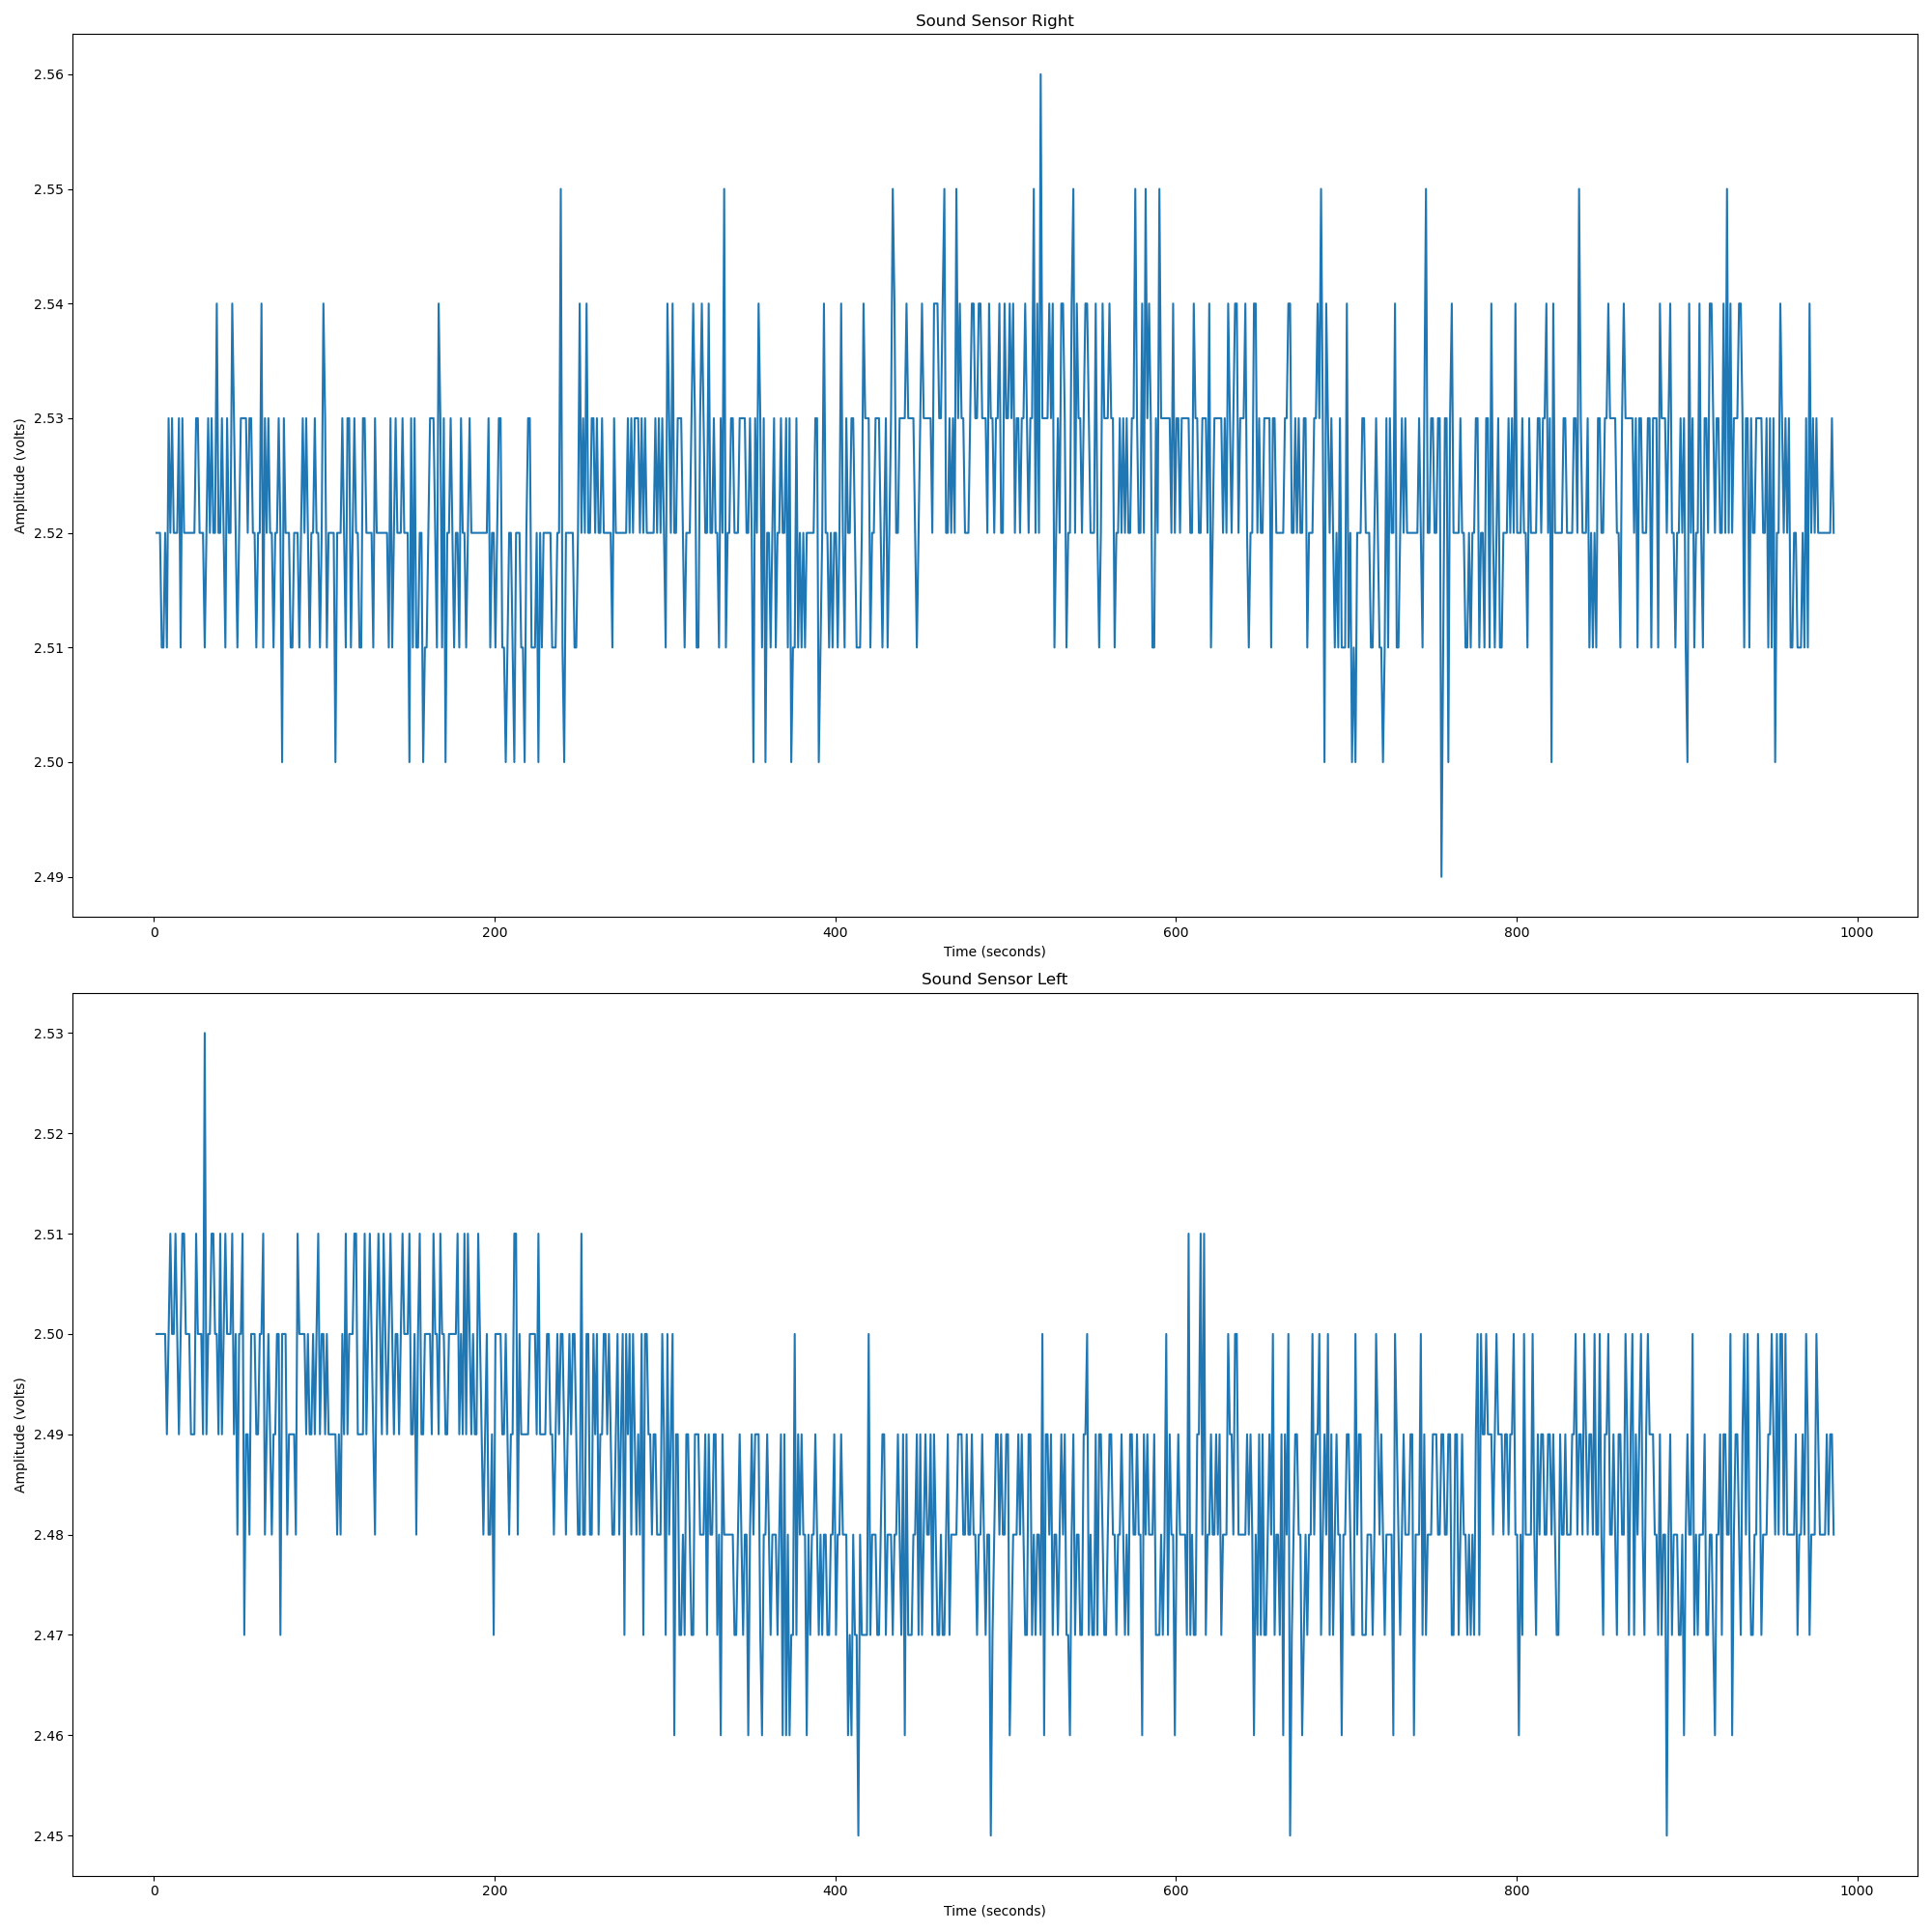 Sound Sensor Right
2.56
2.55
2.54
2.53
2.52
2.51
2.50
2.49
Amplitude (volts)
0 200 400 600 800 1000
Time (seconds)
Sound Sensor Left
2.53
2.52
2.51
2.50
2.49
2.48
2.47
2.46
2.45
Amplitude (volts)
0 200 400 600 800 1000
Time (seconds)